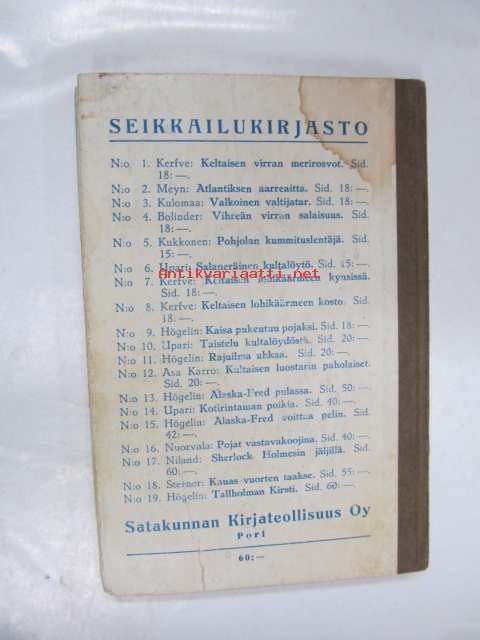 SEIKKAILUKIRJASTO
N:o 1. Kerfve: Keltaisen virran merirosvot. Sid.
18:—.
N:o 2. Meyn: Atlantiksen aarreaitta. Sid. 18:—.
N:o 3. Kulomaa: Valkoinen valtijatar. Sid. 18:—.
N:o 4. Bolinder: Vihreän virran salaisuus. Sid.
18:—.
N:o 5. Kukkonen: Pohjolan kummituslentäjä. Sid.
15:—.
N:o 6. Upari: Salaperäinen kultalöytö. Sid. 15:—.
antikvariaatti.net
N:o 7. Kerfve: Keltaisen lohikäärmeen kynsissä.
Sid. 18:—.
N:o 8. Kerfve: Keltaisen lohikäärmeen kosto. Sid.
18:—.
N:o 9. Högelin: Kaisa pukeutuu pojaksi. Sid. 18:—.
N:o 10. Upari: Taistelu kultalöydöstä. Sid. 20:—.
N:o 11. Högelin: Rajuilma uhkaa. Sid. 20:—.
N:o 12. Asa Karro: Kultaisen luostarin paholaiset.
Sid. 20:—.
N:o 13. Högelin: Alaska-Fred pulassa. Sid. 50:—.
N:o 14. Upari: Kotirintaman poikia. Sid. 40:—.
N:o 15. Högelin: Alaska-Fred voittaa pelin. Sid.
42:—.
N:o 16. Nuorvala: Pojat vastavakoojina. Sid. 40:—.
N:o 17. Niland: Sherlock Holmesin jäljillä. Sid.
60:—.
N:o 18. Sterner: Kauas vuorten taakse. Sid. 55:—.
N:o 19. Högelin: Tallholman Kirsti. Sid. 60:—.
Satakunnan Kirjateollisuus Oy
Pori
60:—